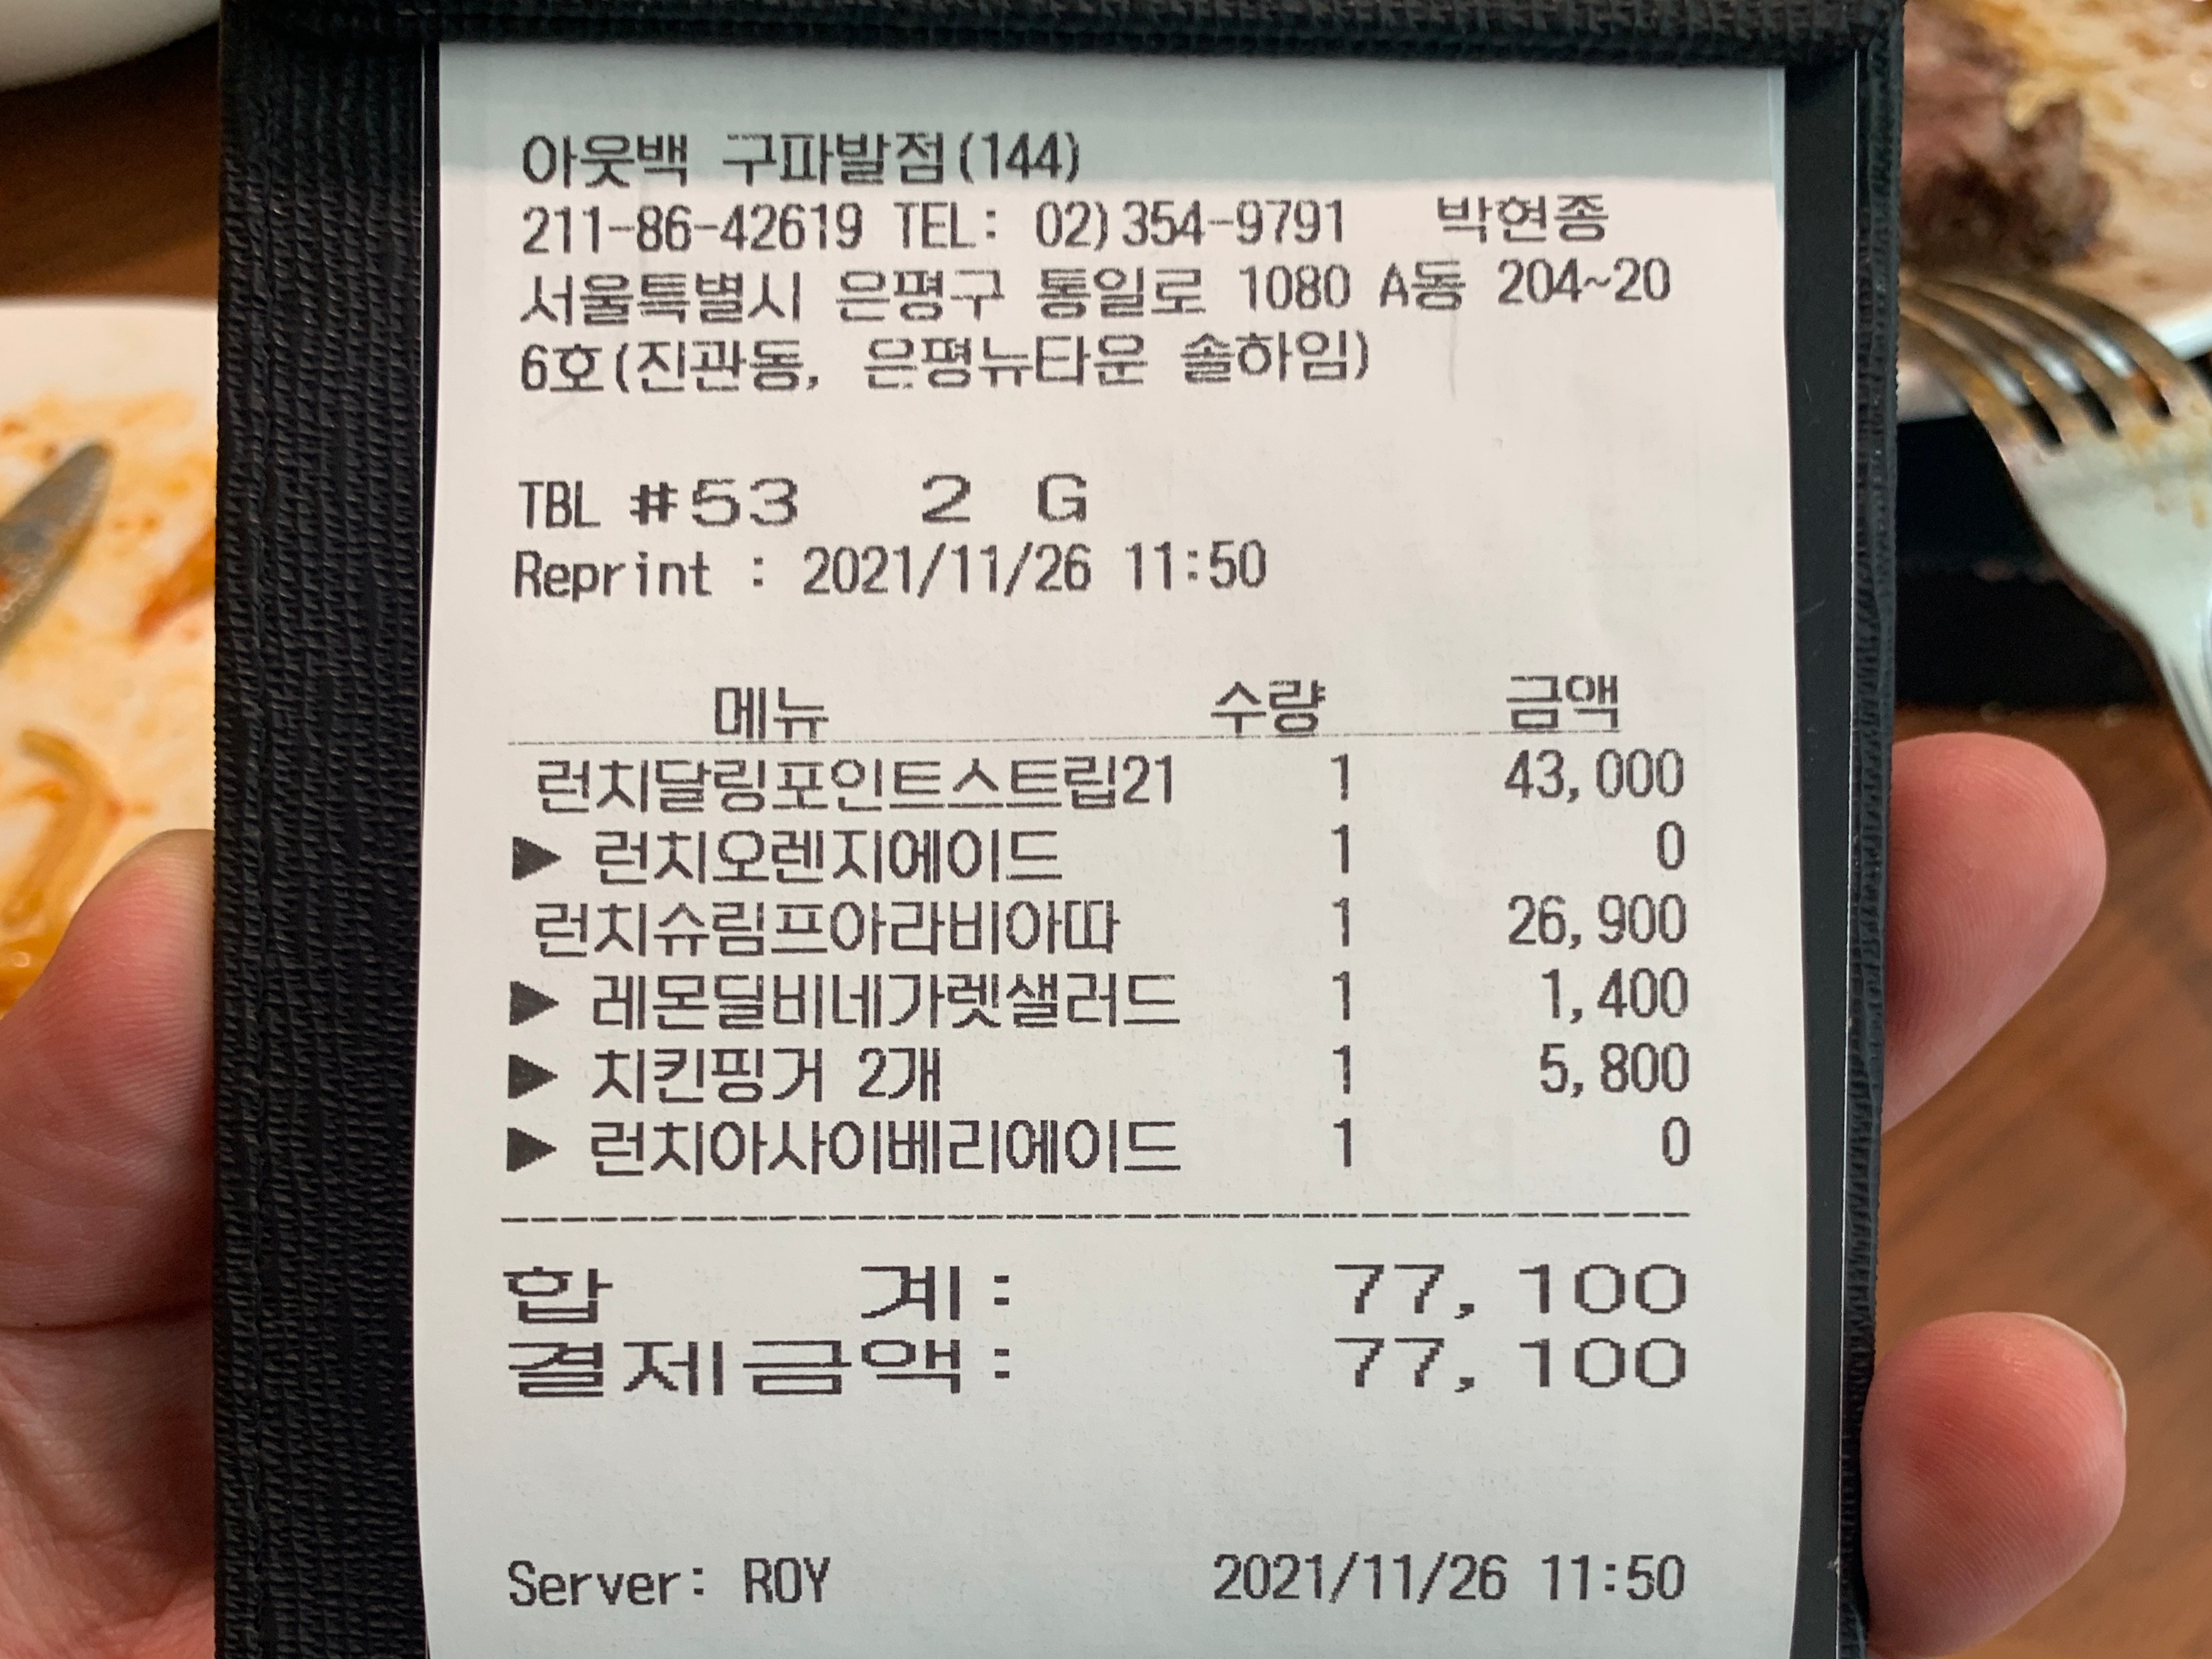 아웃백 구파발점(144)
211-86-42619 TEL: 02)354-9791 박현종
서울특별시 은평구 통일로 1080 A동 204~20
6호(진관동, 은평뉴타운 솔하임)
TBL #53 2 G
Reprint : 2021/11/26 11:50
메뉴 수량 금액
런치달링포인트스트립21 1 43,000
▶ 런치오렌지에이드 1 0
런치슈림프아라비아따 1 26,900
▶ 레몬딜비네가렛샐러드 1 1,400
▶ 치킨핑거 2개 1 5,800
▶ 런치아사이베리에이드 1 0
합 계: 77,100
결제금액: 77,100
Server: ROY 2021/11/26 11:50